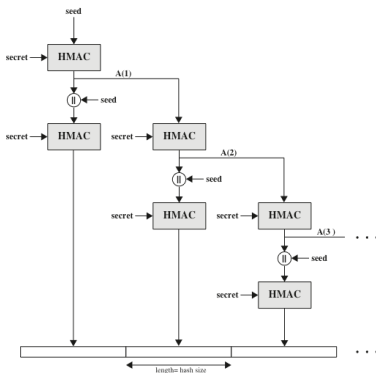 seed
secret HMAC
A(1)
|| seed
secret HMAC secret HMAC
A(2)
|| seed
secret HMAC secret HMAC
A(3 ) . . .
|| seed
secret HMAC
. . .
length= hash size